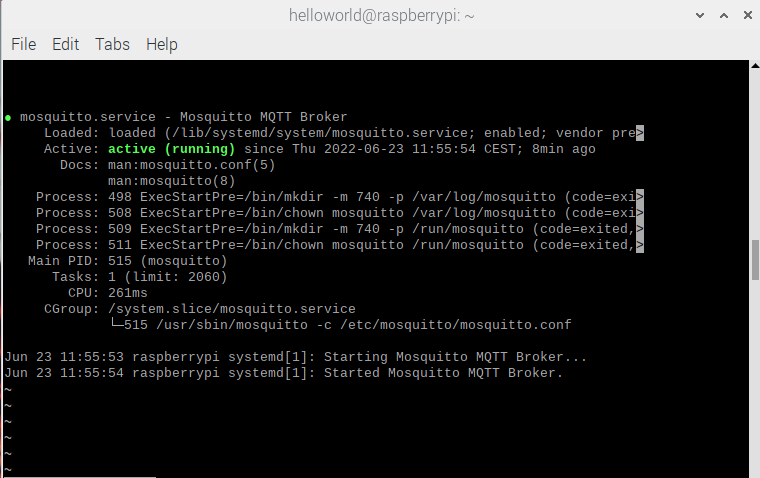 helloworld@raspberrypi: ~
File Edit Tabs Help
● mosquitto.service - Mosquitto MQTT Broker
     Loaded: loaded (/lib/systemd/system/mosquitto.service; enabled; vendor pre>
     Active: active (running) since Thu 2022-06-23 11:55:54 CEST; 8min ago
       Docs: man:mosquitto.conf(5)
             man:mosquitto(8)
    Process: 498 ExecStartPre=/bin/mkdir -m 740 -p /var/log/mosquitto (code=exi>
    Process: 508 ExecStartPre=/bin/chown mosquitto /var/log/mosquitto (code=exi>
    Process: 509 ExecStartPre=/bin/mkdir -m 740 -p /run/mosquitto (code=exited,>
    Process: 511 ExecStartPre=/bin/chown mosquitto /run/mosquitto (code=exited,>
   Main PID: 515 (mosquitto)
      Tasks: 1 (limit: 2060)
        CPU: 261ms
     CGroup: /system.slice/mosquitto.service
             └─515 /usr/sbin/mosquitto -c /etc/mosquitto/mosquitto.conf
Jun 23 11:55:53 raspberrypi systemd[1]: Starting Mosquitto MQTT Broker...
Jun 23 11:55:54 raspberrypi systemd[1]: Started Mosquitto MQTT Broker.
~
~
~
~
~
~